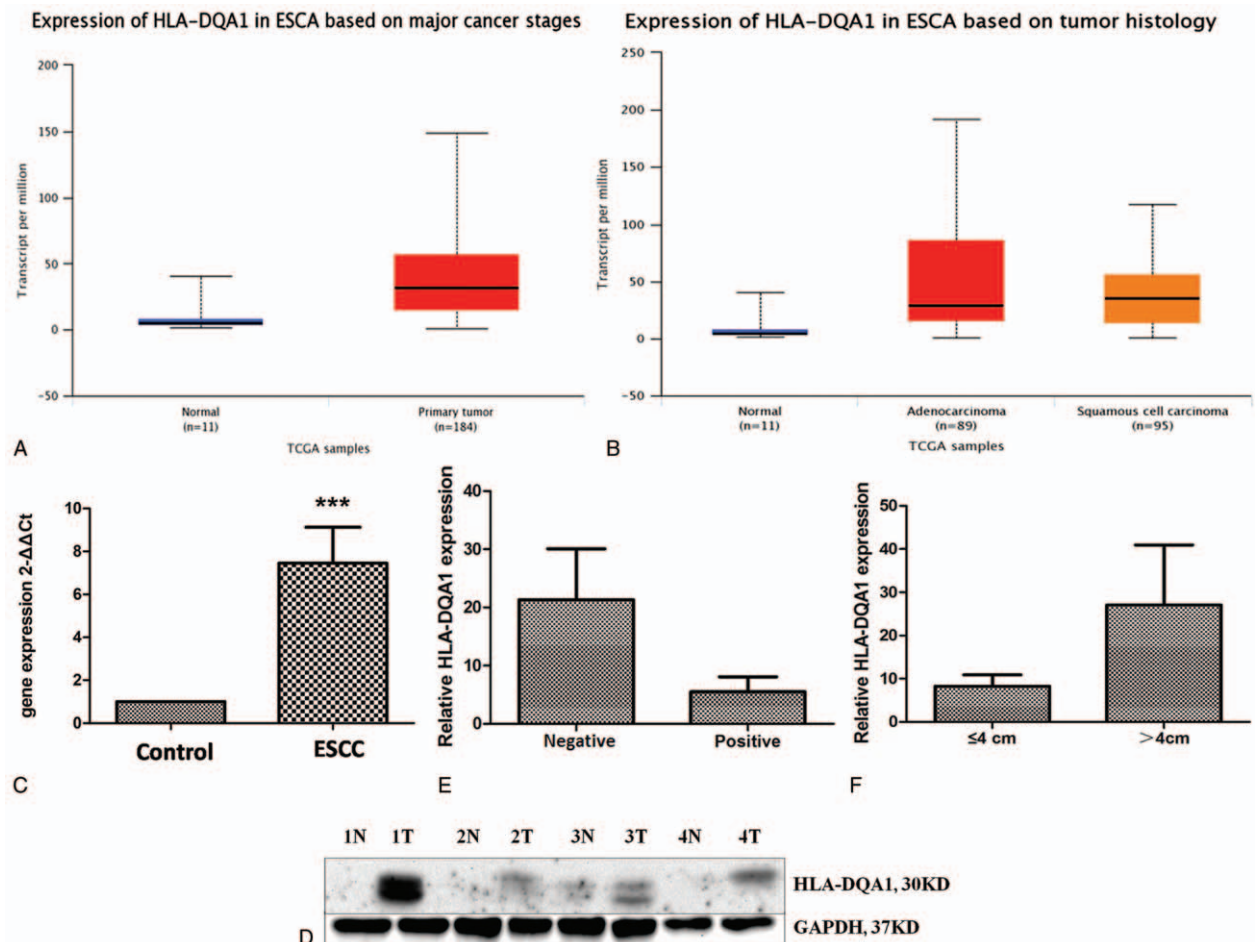 Expression of HLA-DQA1 in ESCA based on major cancer stages
200
150
100
50
0
-50
Transcript per million
Normal
(n=11)
Primary tumor
(n=184)
TCGA samples
A
Expression of HLA-DQA1 in ESCA based on tumor histology
250
200
150
100
50
0
-50
Transcript per million
Normal
(n=11)
Adenocarcinoma
(n=89)
Squamous cell carcinoma
(n=95)
TCGA samples
B
gene expression 2-ΔΔCt
10
8
6
4
2
0
***
Control
ESCC
C
Relative HLA-DQA1 expression
40
30
20
10
0
Negative
Positive
E
Relative HLA-DQA1 expression
50
40
30
20
10
0
≤4 cm
>4cm
F
1N 1T 2N 2T 3N 3T 4N 4T
HLA-DQA1, 30KD
GAPDH, 37KD
D